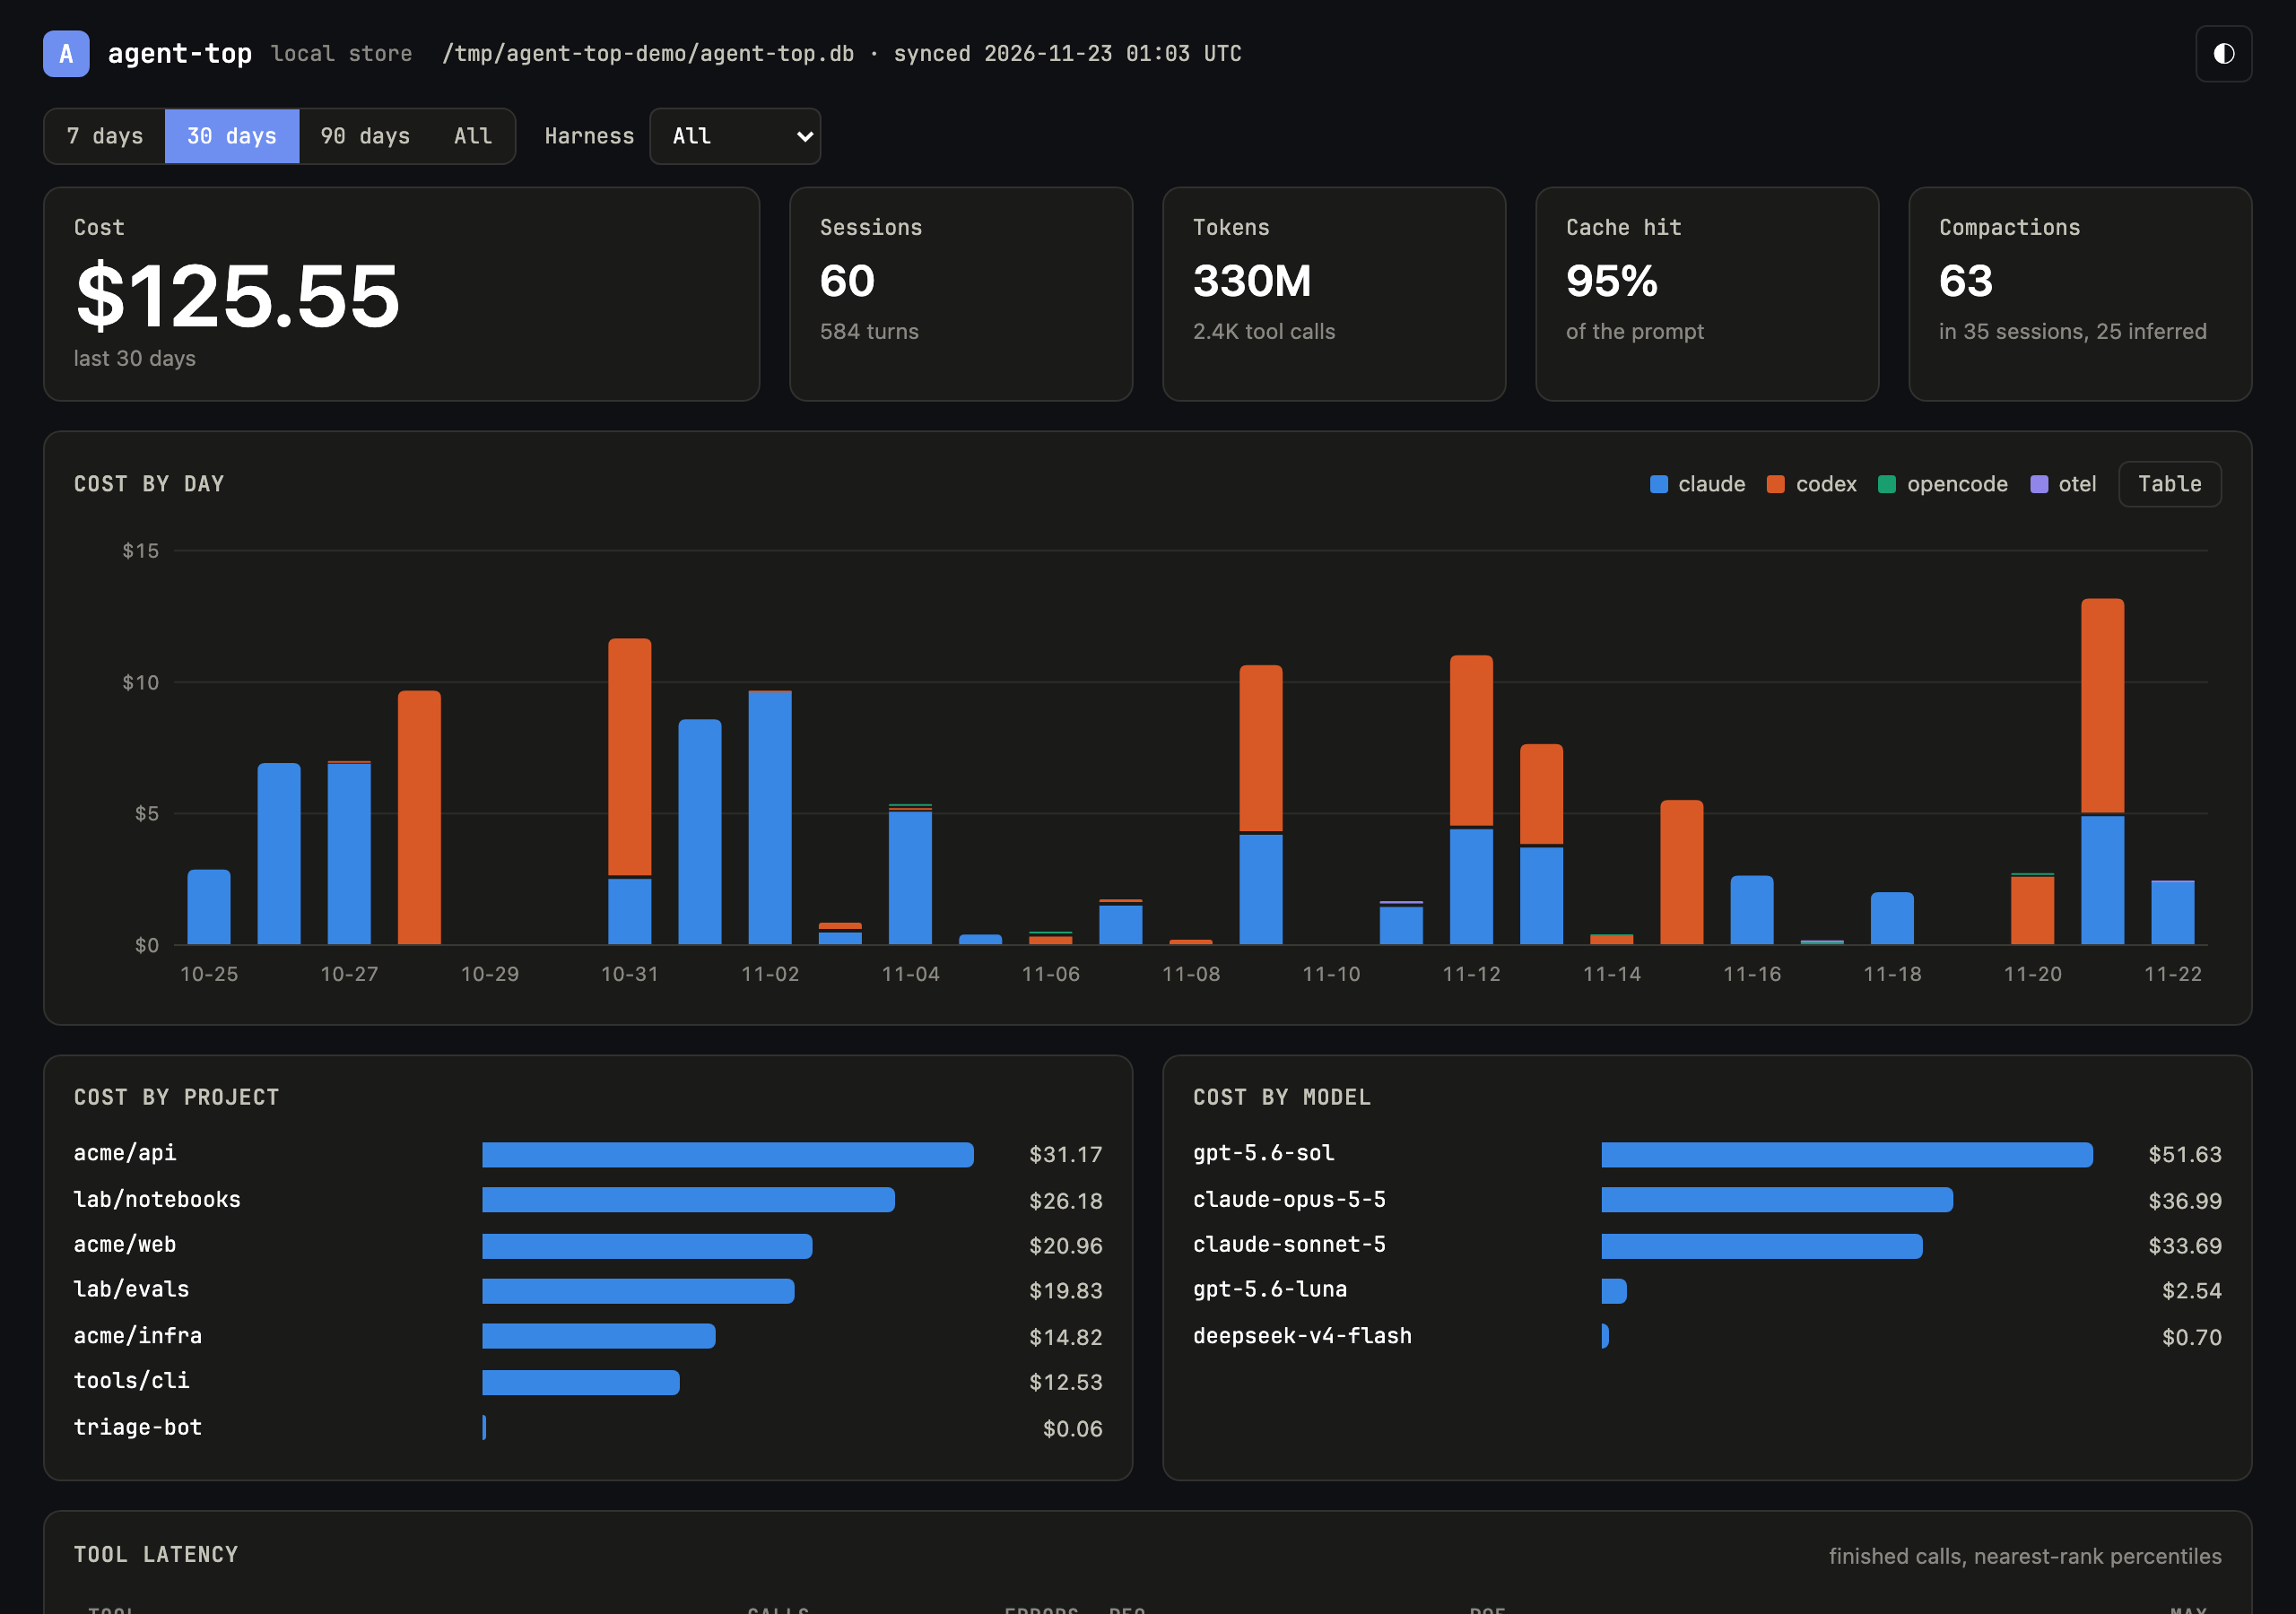 A agent-top local store /tmp/agent-top-demo/agent-top.db · synced 2026-11-23 01:03 UTC
7 days 30 days 90 days All Harness All
Cost
$125.55
last 30 days
Sessions
60
584 turns
Tokens
330M
2.4K tool calls
Cache hit
95%
of the prompt
Compactions
63
in 35 sessions, 25 inferred
COST BY DAY
claude codex opencode otel Table
$15
$10
$5
$0
10-25 10-27 10-29 10-31 11-02 11-04 11-06 11-08 11-10 11-12 11-14 11-16 11-18 11-20 11-22
COST BY PROJECT
acme/api $31.17
lab/notebooks $26.18
acme/web $20.96
lab/evals $19.83
acme/infra $14.82
tools/cli $12.53
triage-bot $0.06
COST BY MODEL
gpt-5.6-sol $51.63
claude-opus-5-5 $36.99
claude-sonnet-5 $33.69
gpt-5.6-luna $2.54
deepseek-v4-flash $0.70
TOOL LATENCY
finished calls, nearest-rank percentiles